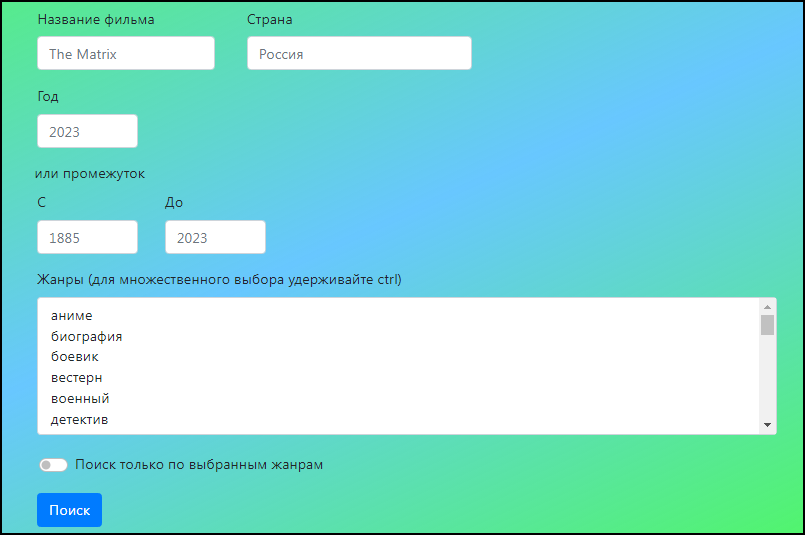 Название фильма Страна
The Matrix Россия
Год
2023
или промежуток
С До
1885 2023
Жанры (для множественного выбора удерживайте ctrl)
аниме
биография
боевик
вестерн
военный
детектив
Поиск только по выбранным жанрам
Поиск